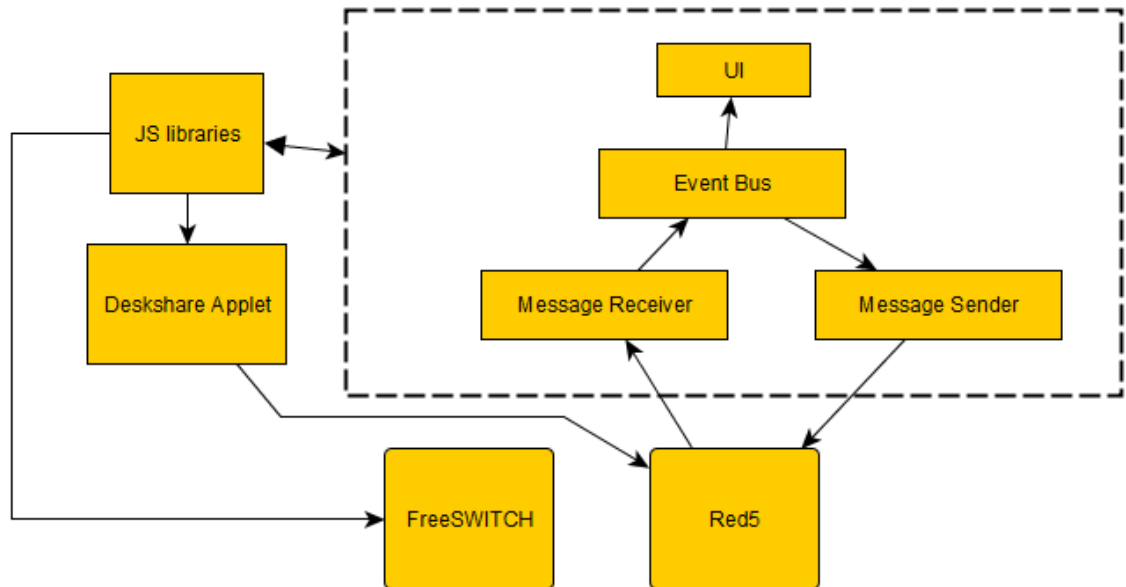 UI
JS libraries
Event Bus
Deskshare Applet
Message Receiver
Message Sender
FreeSWITCH
Red5